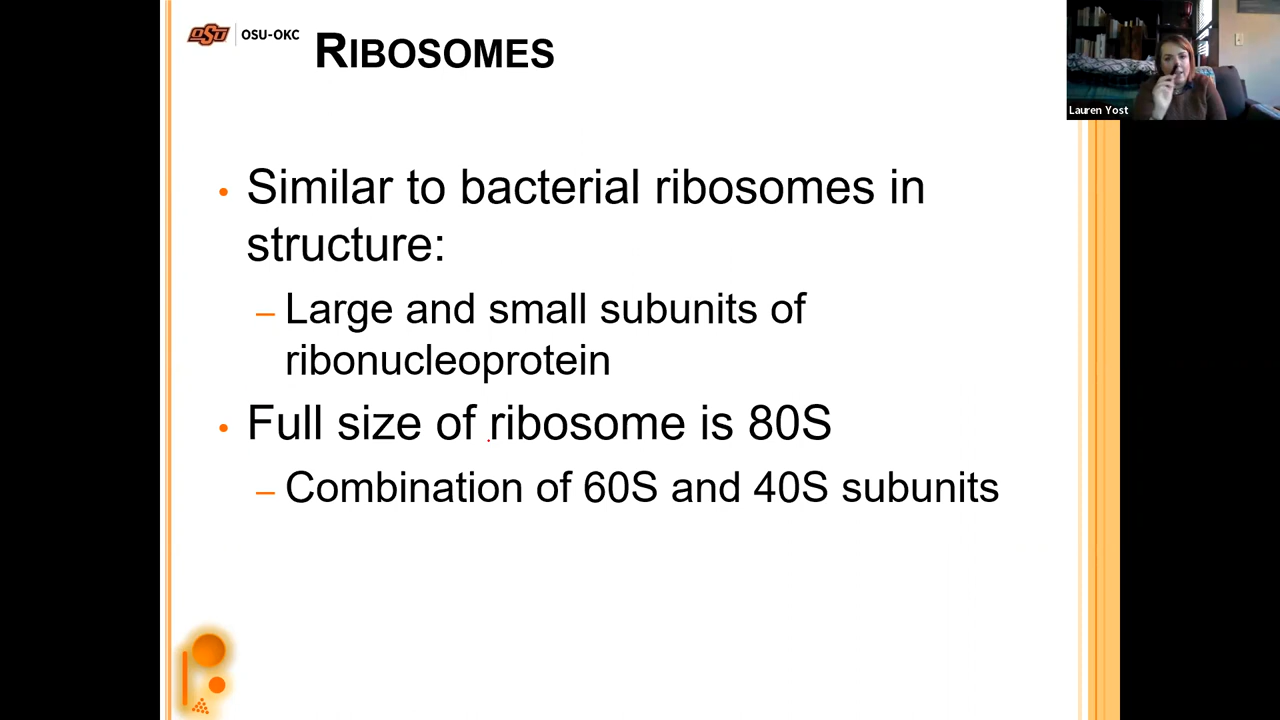 OSU OSU-OKC RIBOSOMES
Lauren Yost
• Similar to bacterial ribosomes in
structure:
– Large and small subunits of
ribonucleoprotein
• Full size of ribosome is 80S
– Combination of 60S and 40S subunits